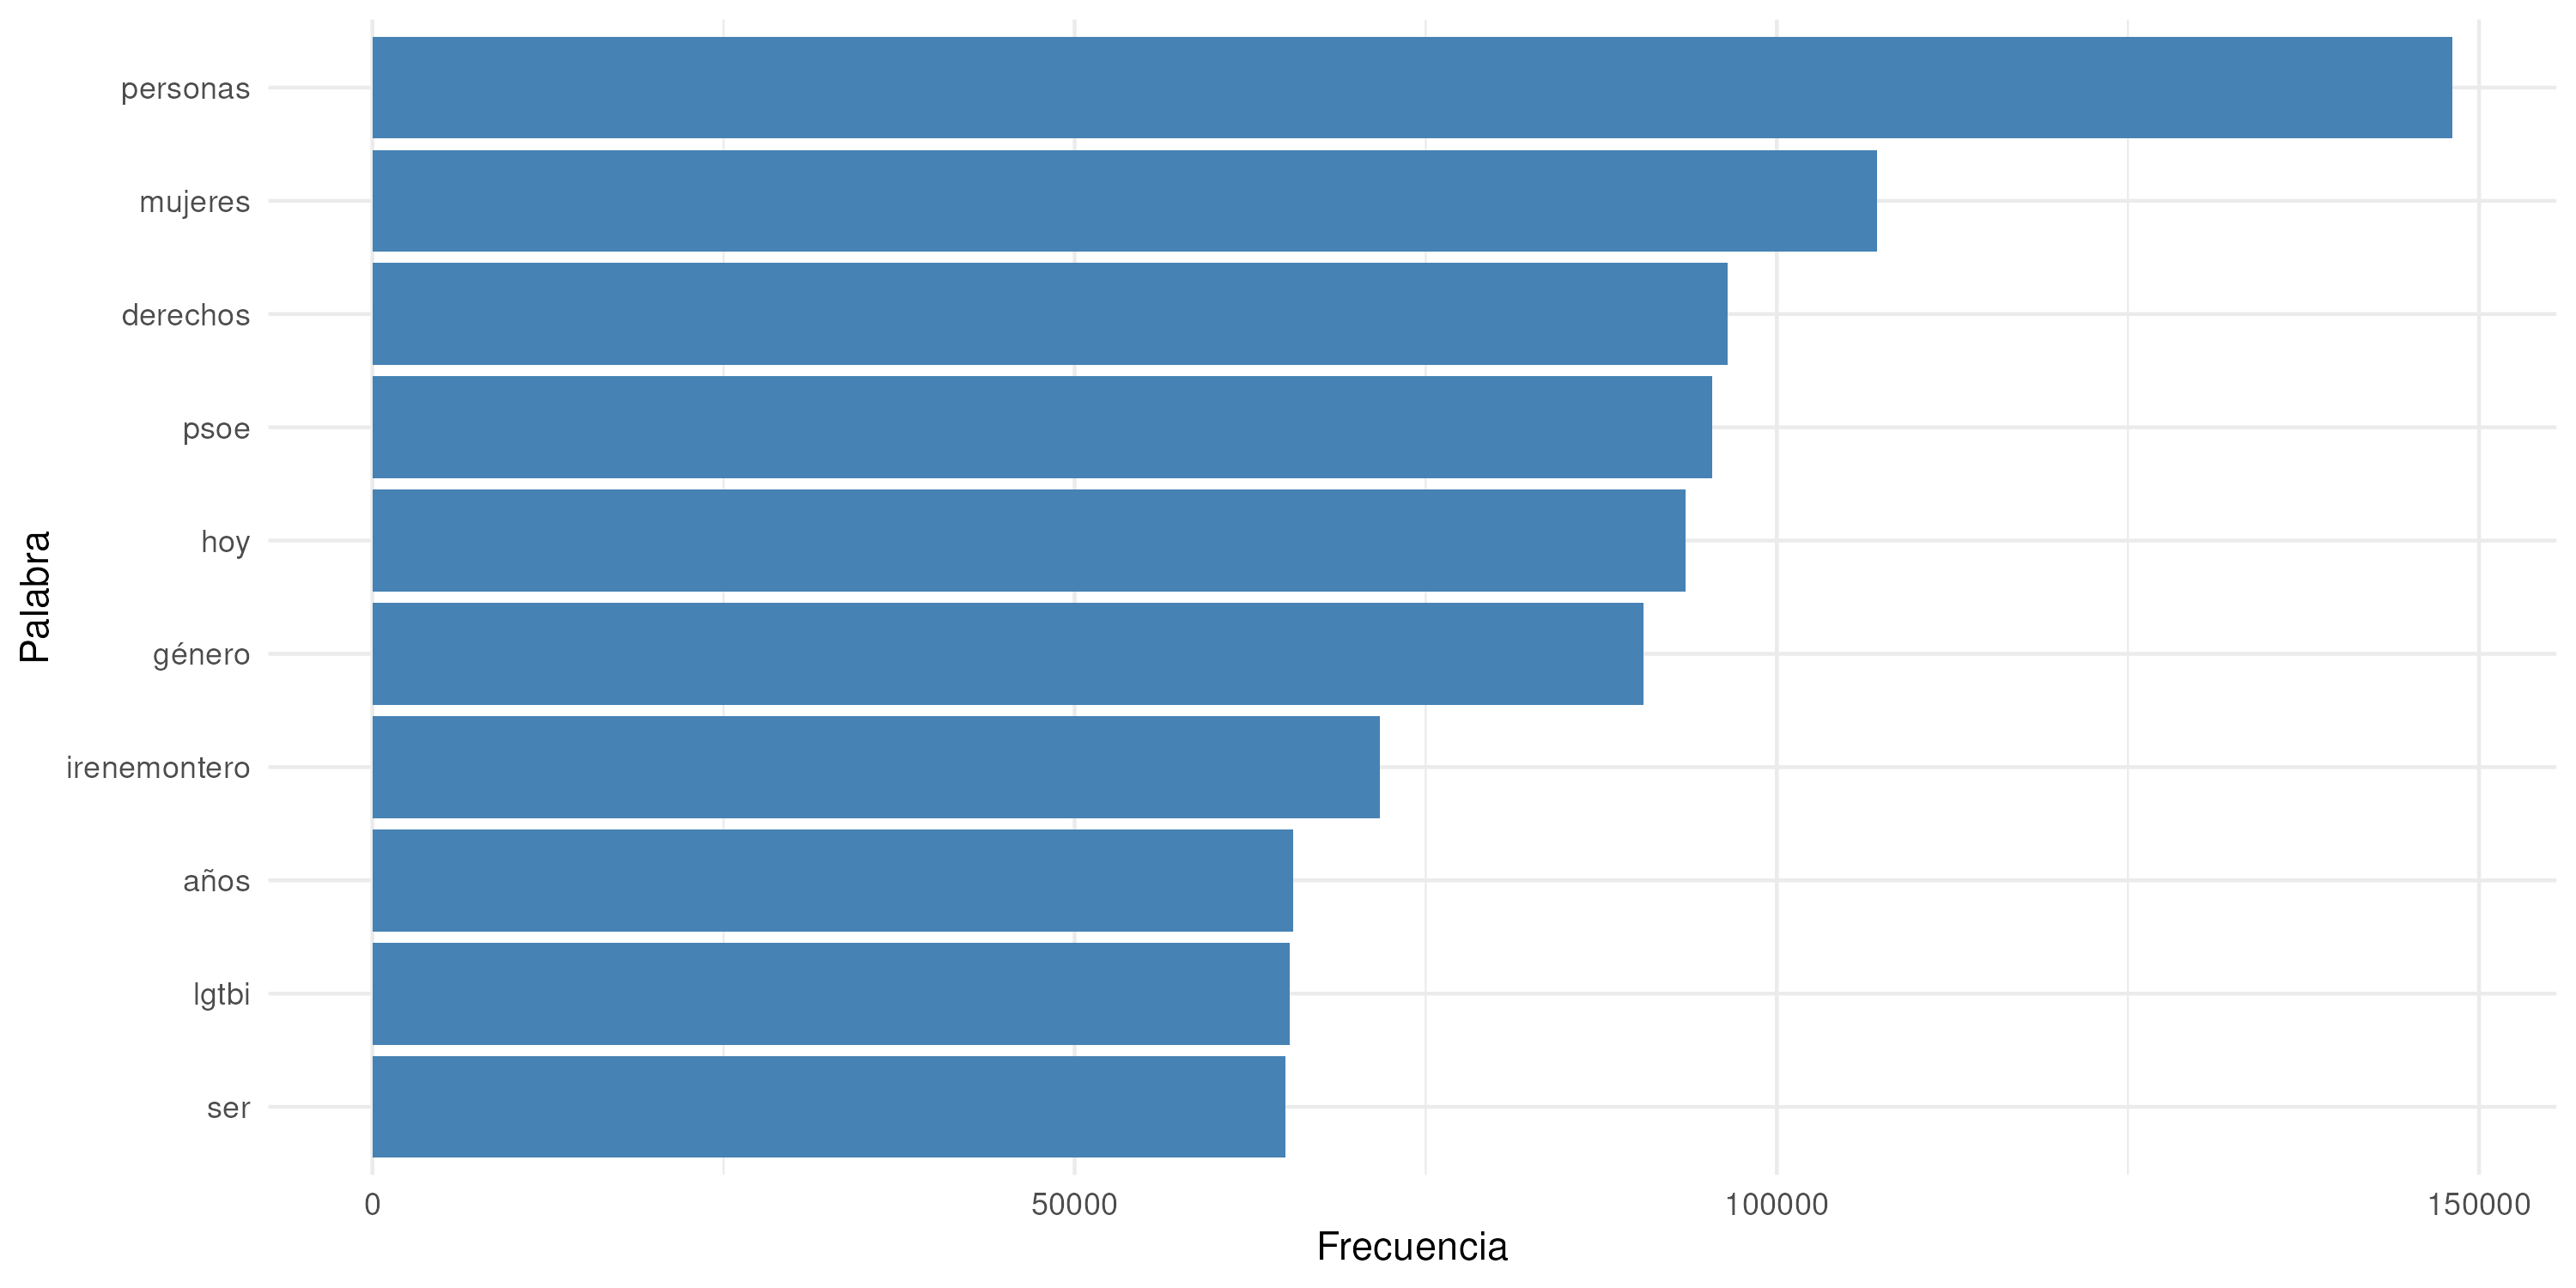 personas
mujeres
derechos
psoe
hoy
género
irenemontero
años
lgtbi
ser
Palabra
0 50000 100000 150000
Frecuencia